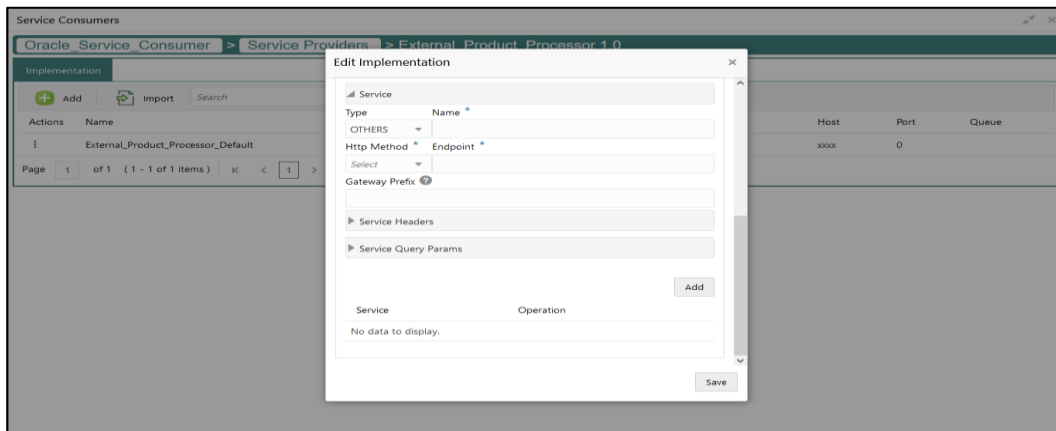 Service Consumers
Oracle_Service_Consumer > Service Providers > External_Product_Processor 1.0
Implementation
Add Import Search
Actions Name Host Port Queue
External_Product_Processor_Default xxxx 0
Page 1 of 1 (1 - 1 of 1 items) 1
Edit Implementation
Service
Type Name *
OTHERS
Http Method * Endpoint *
Select
Gateway Prefix
Service Headers
Service Query Params
Add
Service Operation
No data to display.
Save